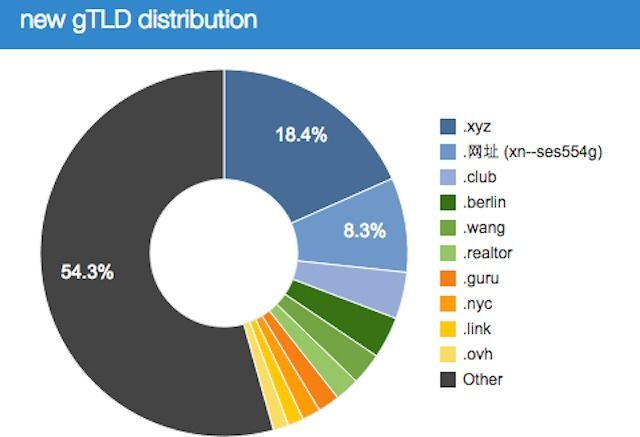 new gTLD distribution
18.4%
8.3%
54.3%
.xyz
.网址 (xn--ses554g)
.club
.berlin
.wang
.realtor
.guru
.nyc
.link
.ovh
Other